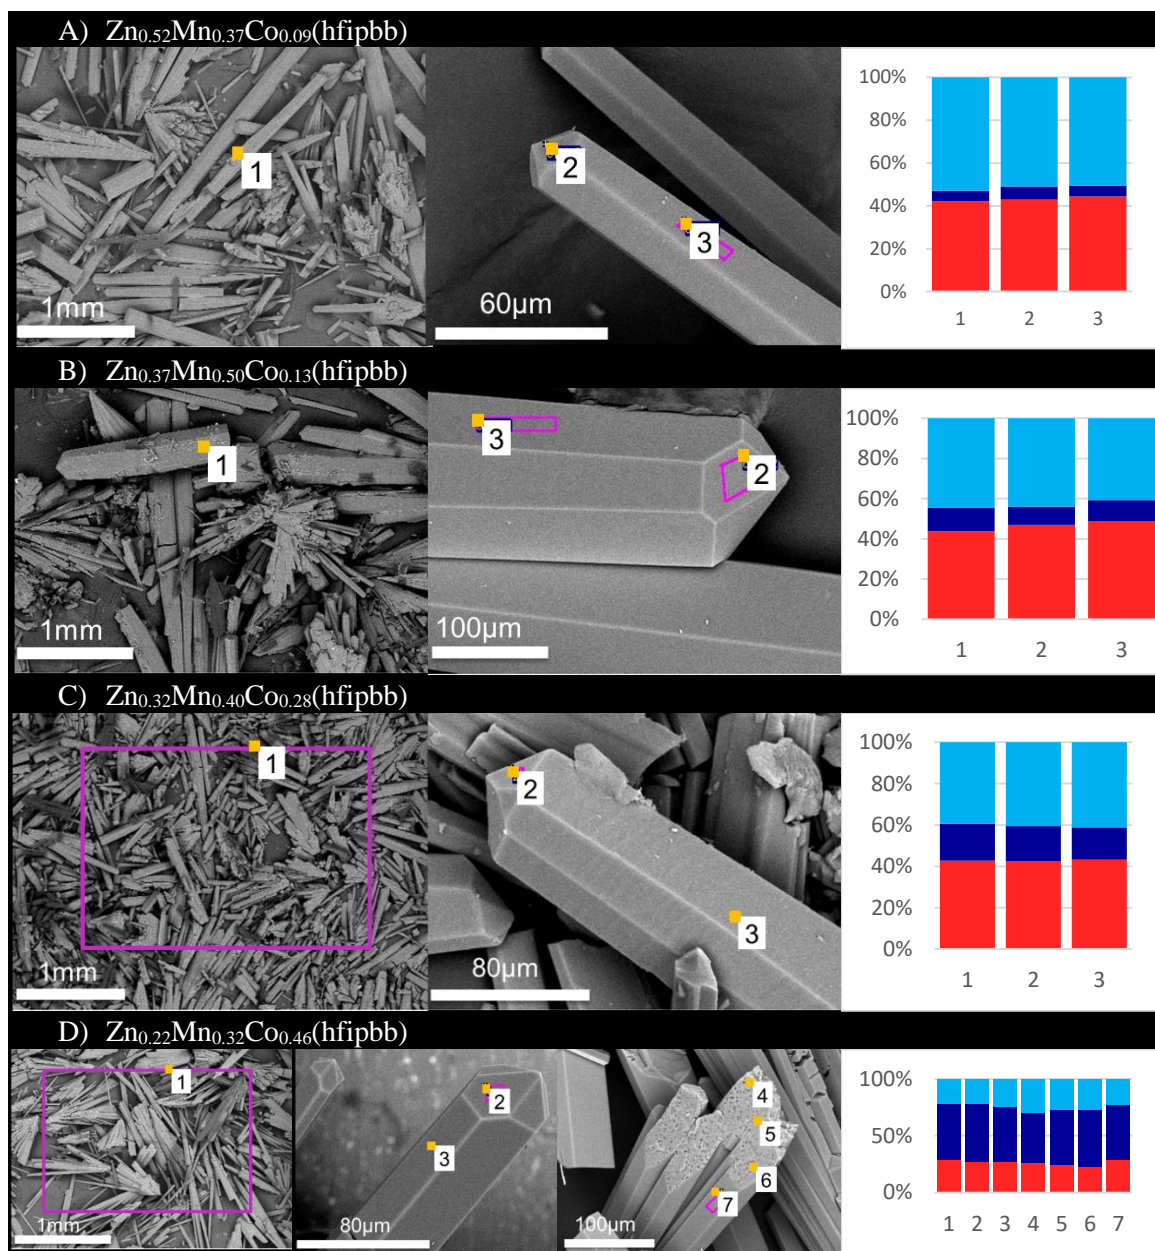 A) Zn0.52Mn0.37Co0.09(hfipbb)
1
1mm
2
3
60µm
100%
80%
60%
40%
20%
0%
1 2 3
B) Zn0.37Mn0.50Co0.13(hfipbb)
1
1mm
3
2
100µm
100%
80%
60%
40%
20%
0%
1 2 3
C) Zn0.32Mn0.40Co0.28(hfipbb)
1
1mm
2
3
80µm
100%
80%
60%
40%
20%
0%
1 2 3
D) Zn0.22Mn0.32Co0.46(hfipbb)
1
1mm
2
3
80µm
4
5
6
7
100µm
100%
50%
0%
1 2 3 4 5 6 7